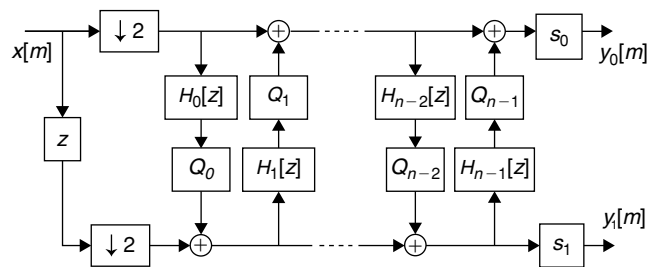 x[m]
↓ 2
s₀
y₀[m]
H₀[z]
Q₁
Hₙ₋₂[z]
Qₙ₋₁
z
Q₀
H₁[z]
Qₙ₋₂
Hₙ₋₁[z]
↓ 2
s₁
y₁[m]